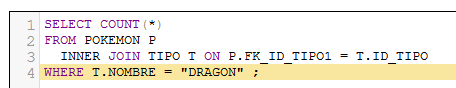 1 SELECT COUNT(*)
2 FROM POKEMON P
3 INNER JOIN TIPO T ON P.FK_ID_TIPO1 = T.ID_TIPO
4 WHERE T.NOMBRE = "DRAGON" ;